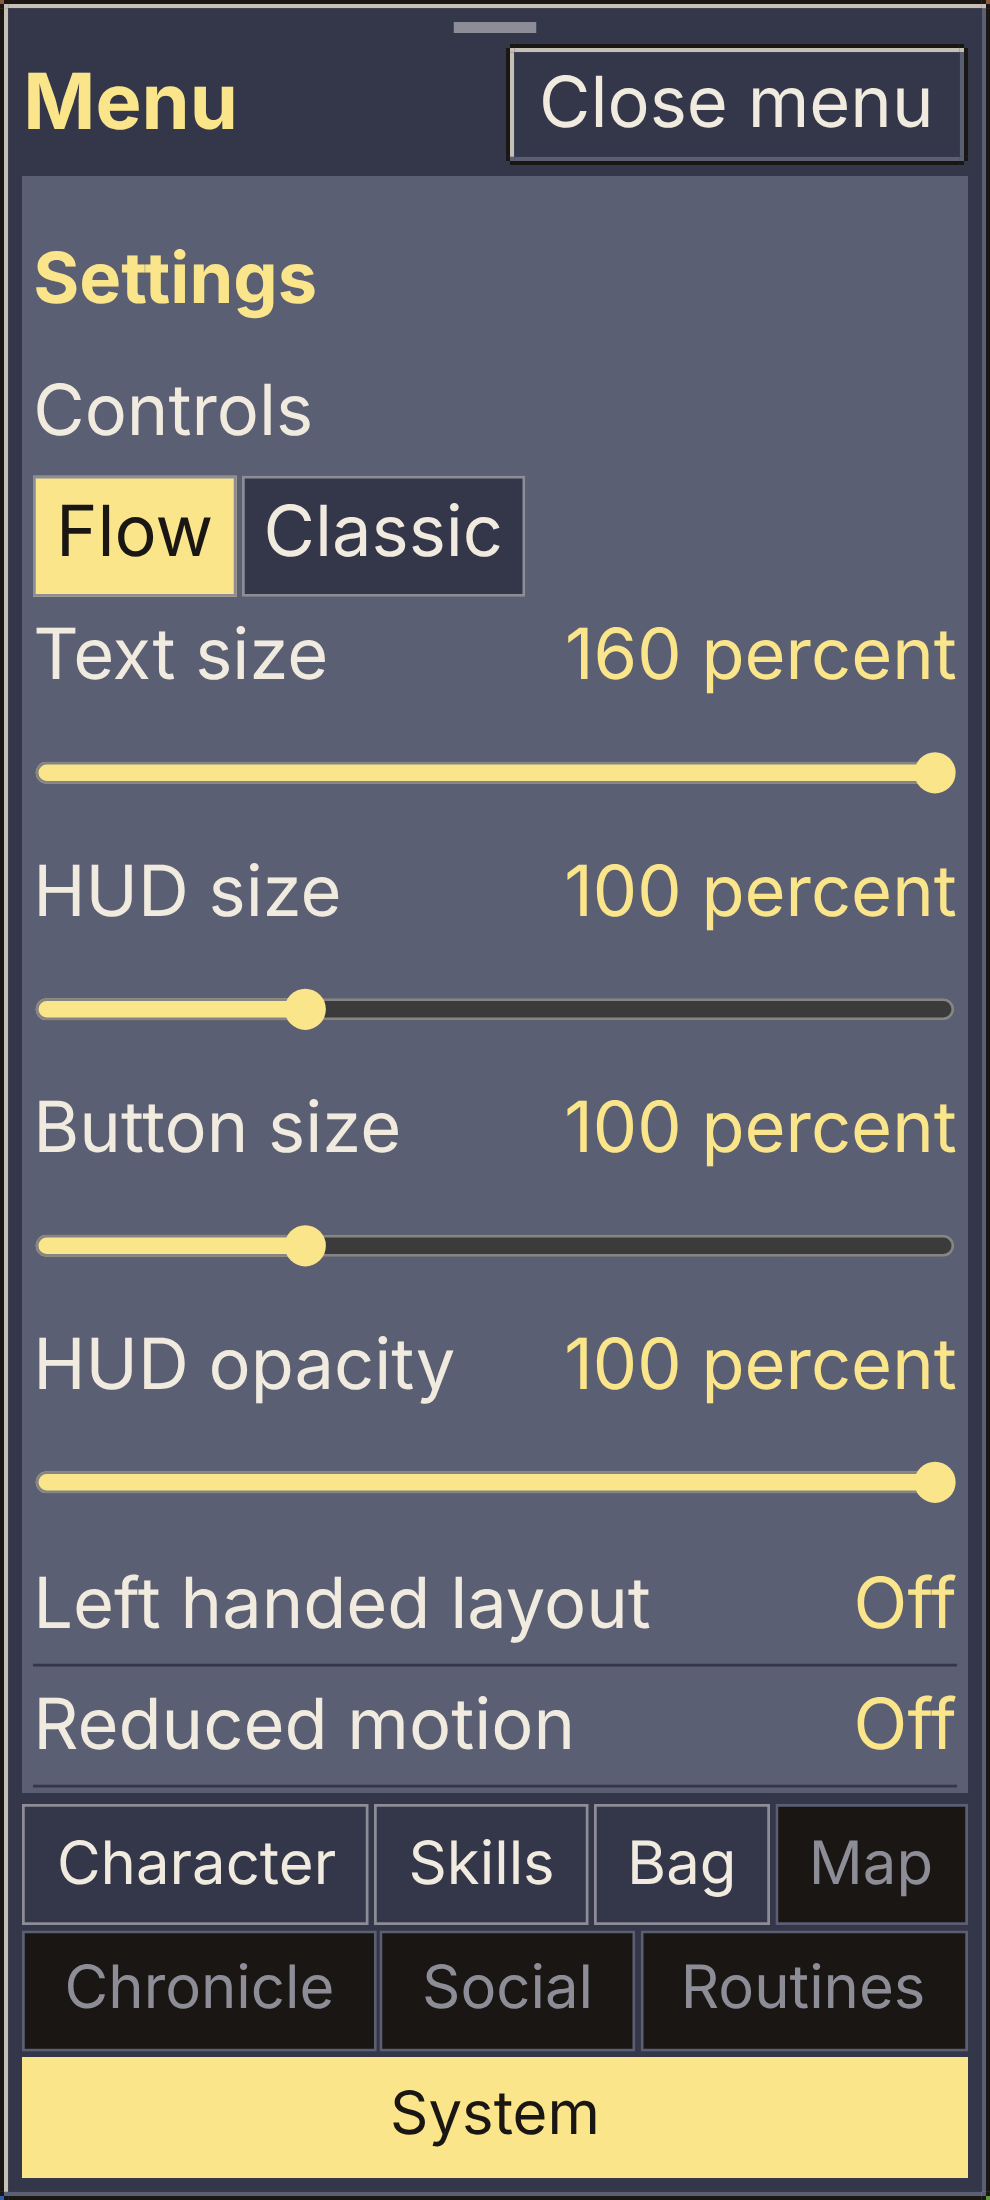 Menu
Close menu
Settings
Controls
Flow Classic
Text size 160 percent
HUD size 100 percent
Button size 100 percent
HUD opacity 100 percent
Left handed layout Off
Reduced motion Off
Character Skills Bag Map
Chronicle Social Routines
System